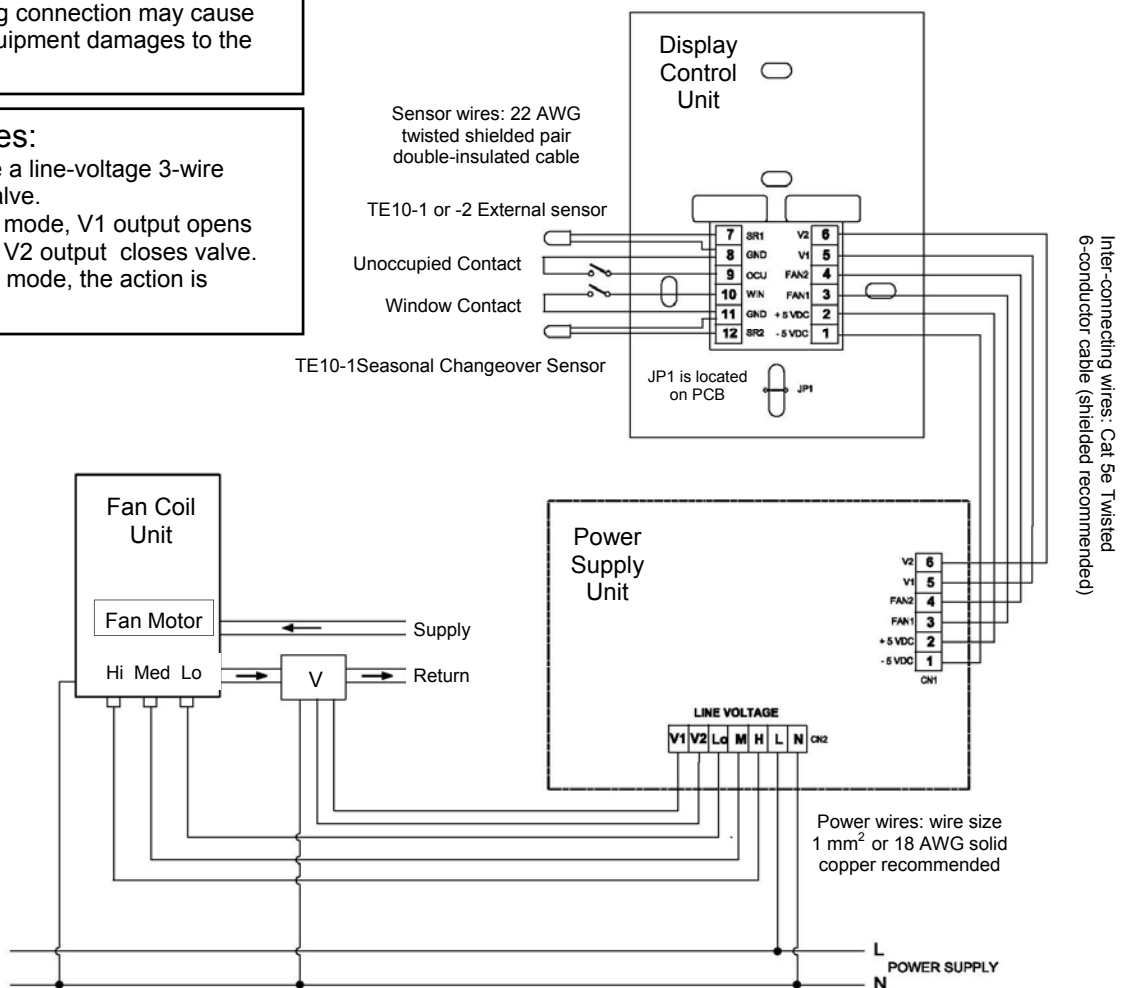 g connection may cause
uipment damages to the
es:
e a line-voltage 3-wire
alve.
mode, V1 output opens
V2 output closes valve.
mode, the action is
Display
Control
Unit
Sensor wires: 22 AWG
twisted shielded pair
double-insulated cable
TE10-1 or -2 External sensor
Unoccupied Contact
Window Contact
TE10-1Seasonal Changeover Sensor
7 SR1 V2 6
8 GND V1 5
9 OCU FAN2 4
10 WIN FAN1 3
11 GND + 5 VDC 2
12 SR2 - 5 VDC 1
JP1 is located
on PCB
JP1
Inter-connecting wires: Cat 5e Twisted
6-conductor cable (shielded recommended)
Fan Coil
Unit
Fan Motor
Hi Med Lo
Supply
Return
V
Power
Supply
Unit
V2 6
V1 5
FAN2 4
FAN1 3
+ 5 VDC 2
- 5 VDC 1
CN1
LINE VOLTAGE
V1 V2 Lo M H L N CN2
Power wires: wire size
1 mm² or 18 AWG solid
copper recommended
L
POWER SUPPLY
N